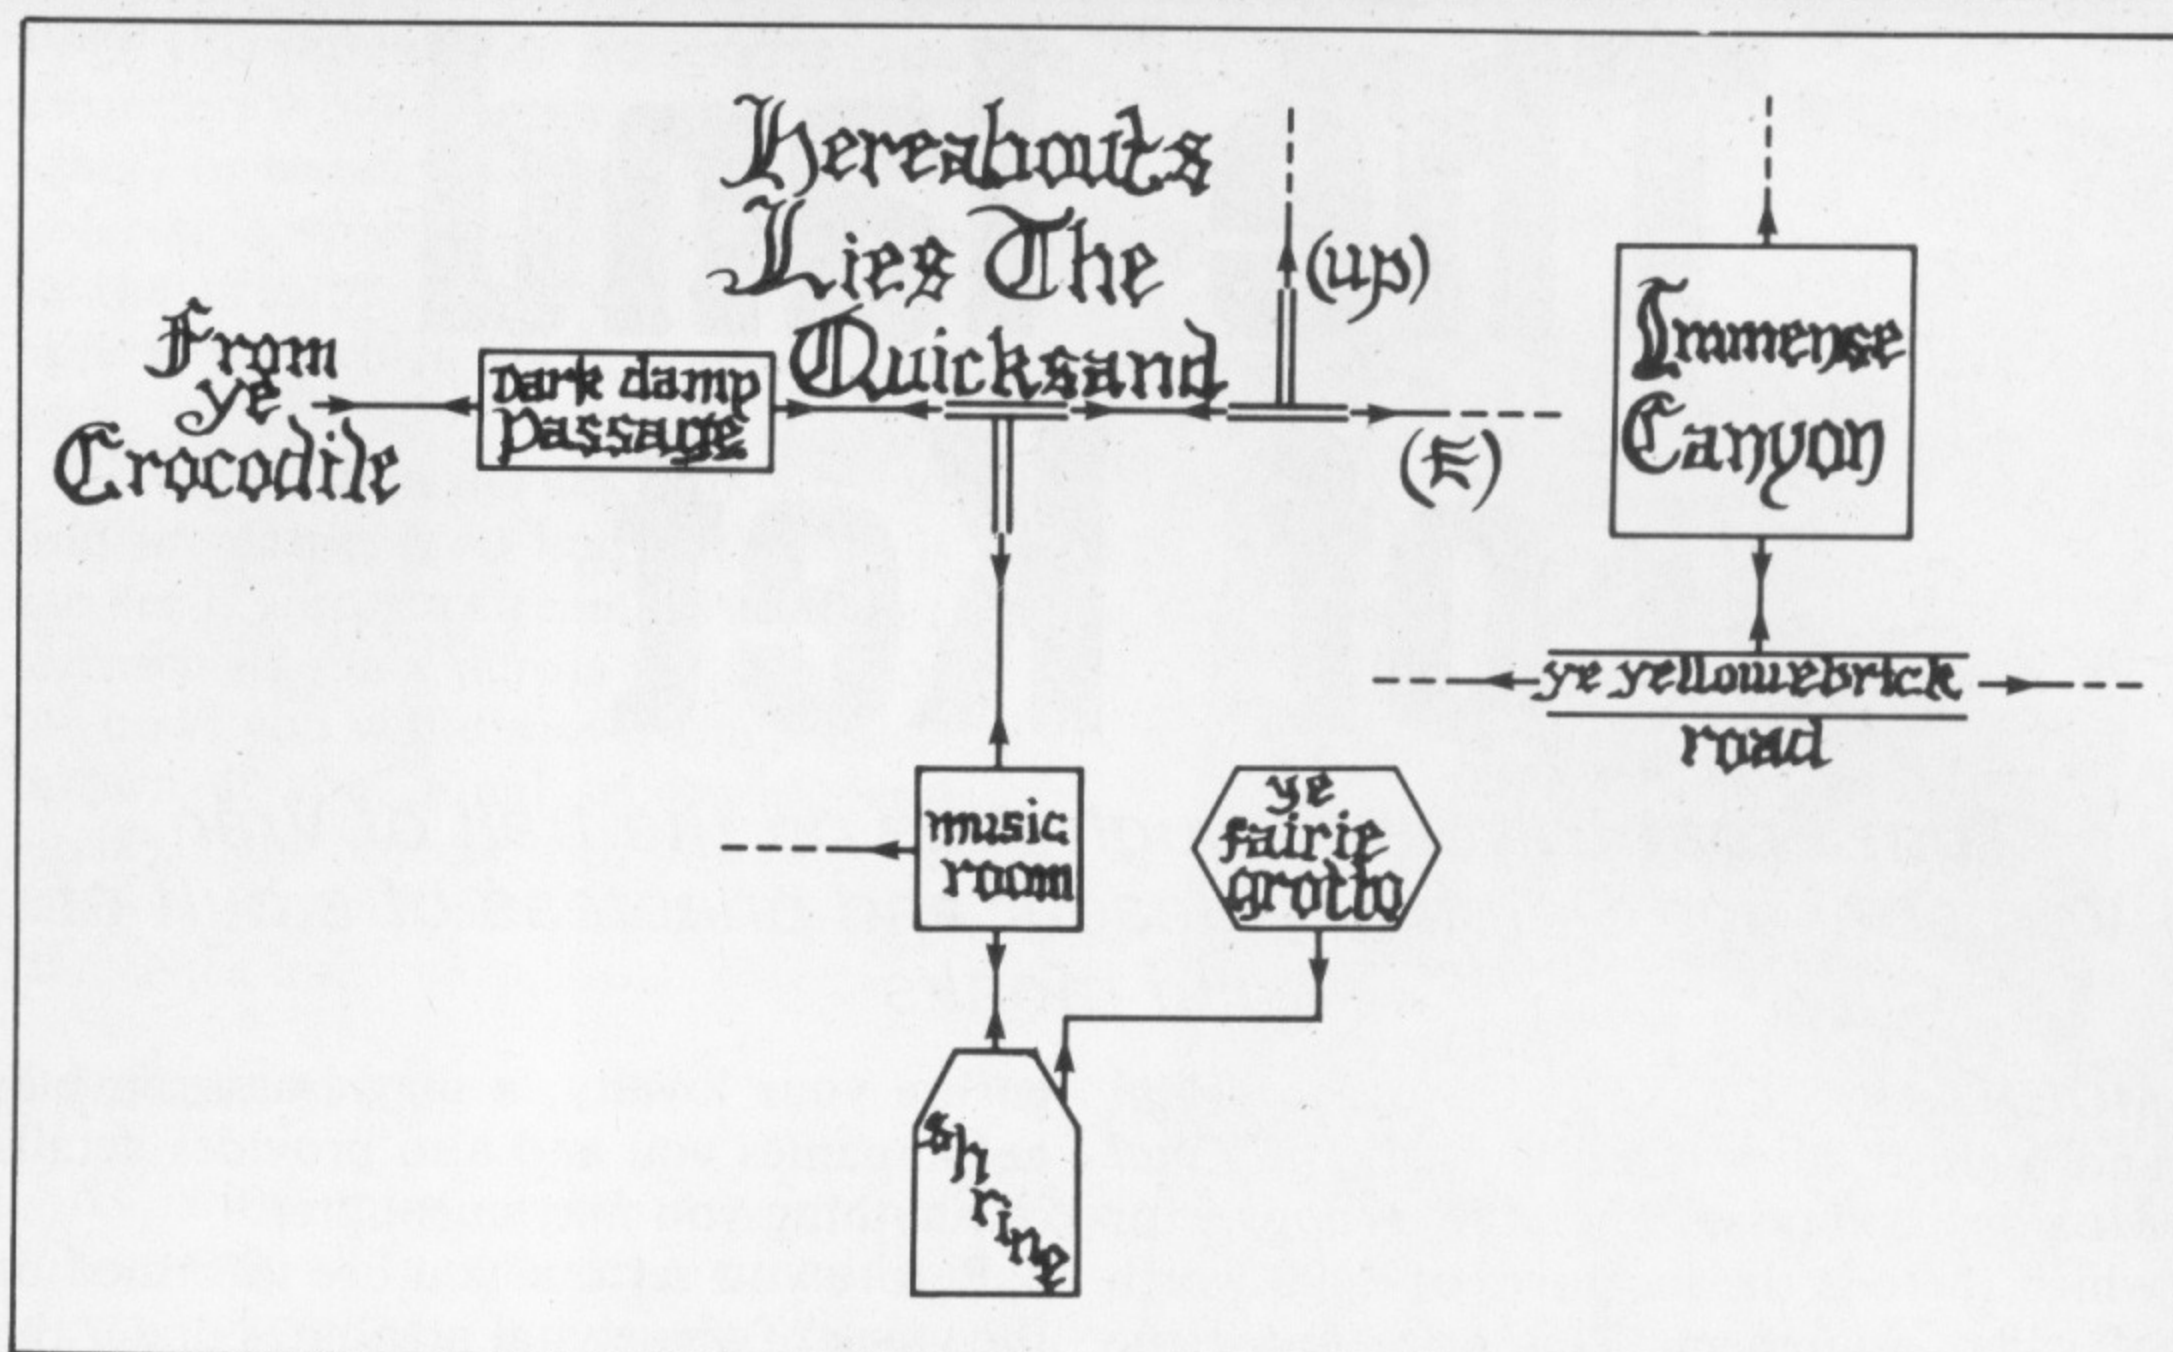 Hereabouts
Lies The
Quicksand
(up)
From
ye
Crocodile
Dark damp
Passage
(E)
Immense
Canyon
ye yellowebrick
road
music
room
ye
fairie
grotto
shrine